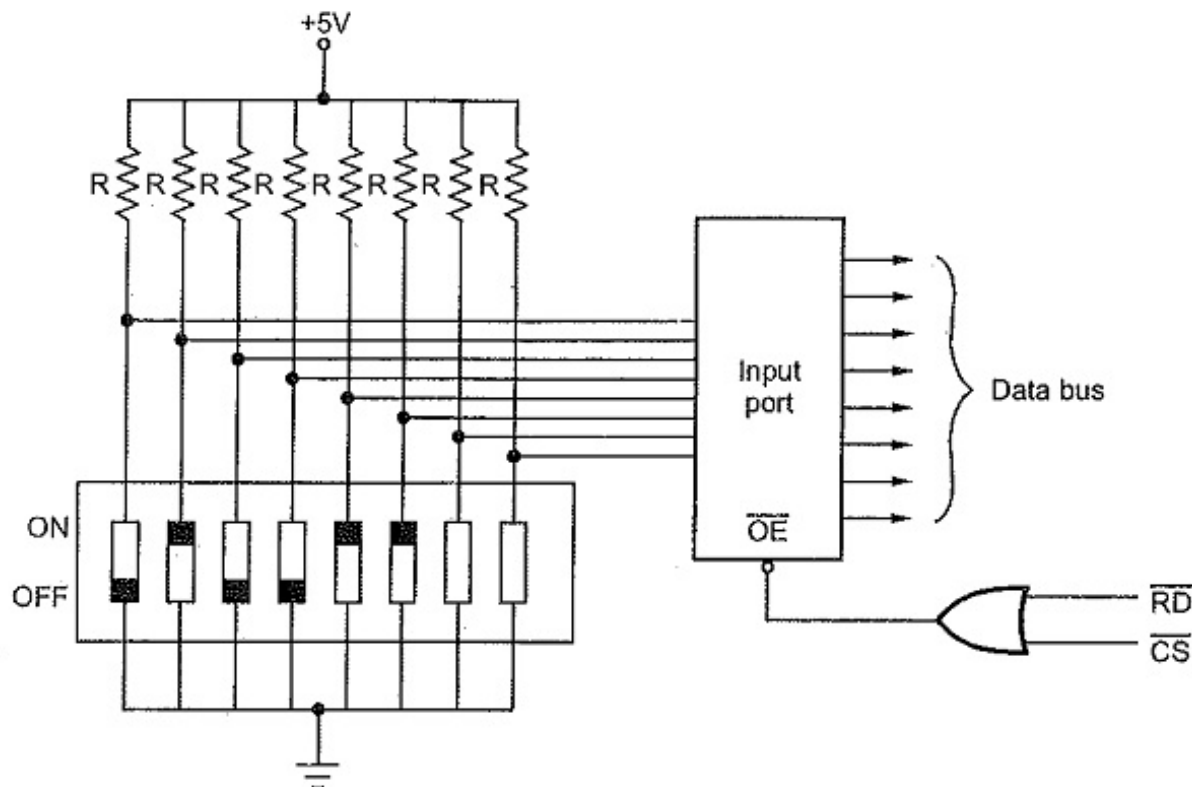 +5V
R R R R R R R R
Input
port
Data bus
ON
OFF
OE
RD
CS